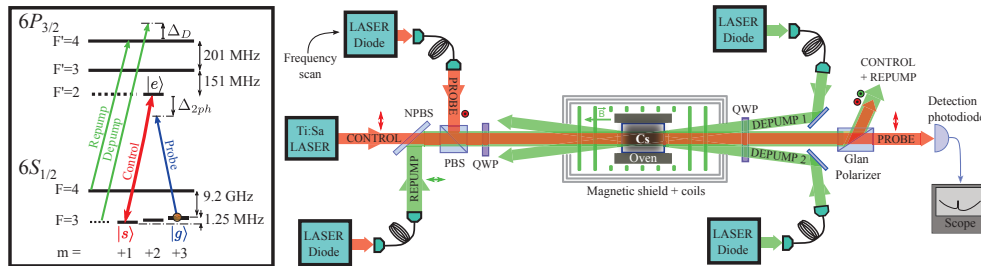 6P3/2
Δ_D
F'=4
201 MHz
F'=3
151 MHz
|e⟩
F'=2
Δ_2ph
Repump
Depump
Control
Probe
6S1/2
F=4
9.2 GHz
F=3
1.25 MHz
|s⟩
|g⟩
m =
+1
+2
+3
Frequency
scan
LASER
Diode
PROBE
NPBS
Ti:Sa
LASER
CONTROL
PBS
QWP
REPUMP
LASER
Diode
B
Cs
Oven
Magnetic shield + coils
LASER
Diode
QWP
DEPUMP 1
DEPUMP 2
LASER
Diode
CONTROL
+ REPUMP
Detection
photodiode
PROBE
Glan
Polarizer
Scope